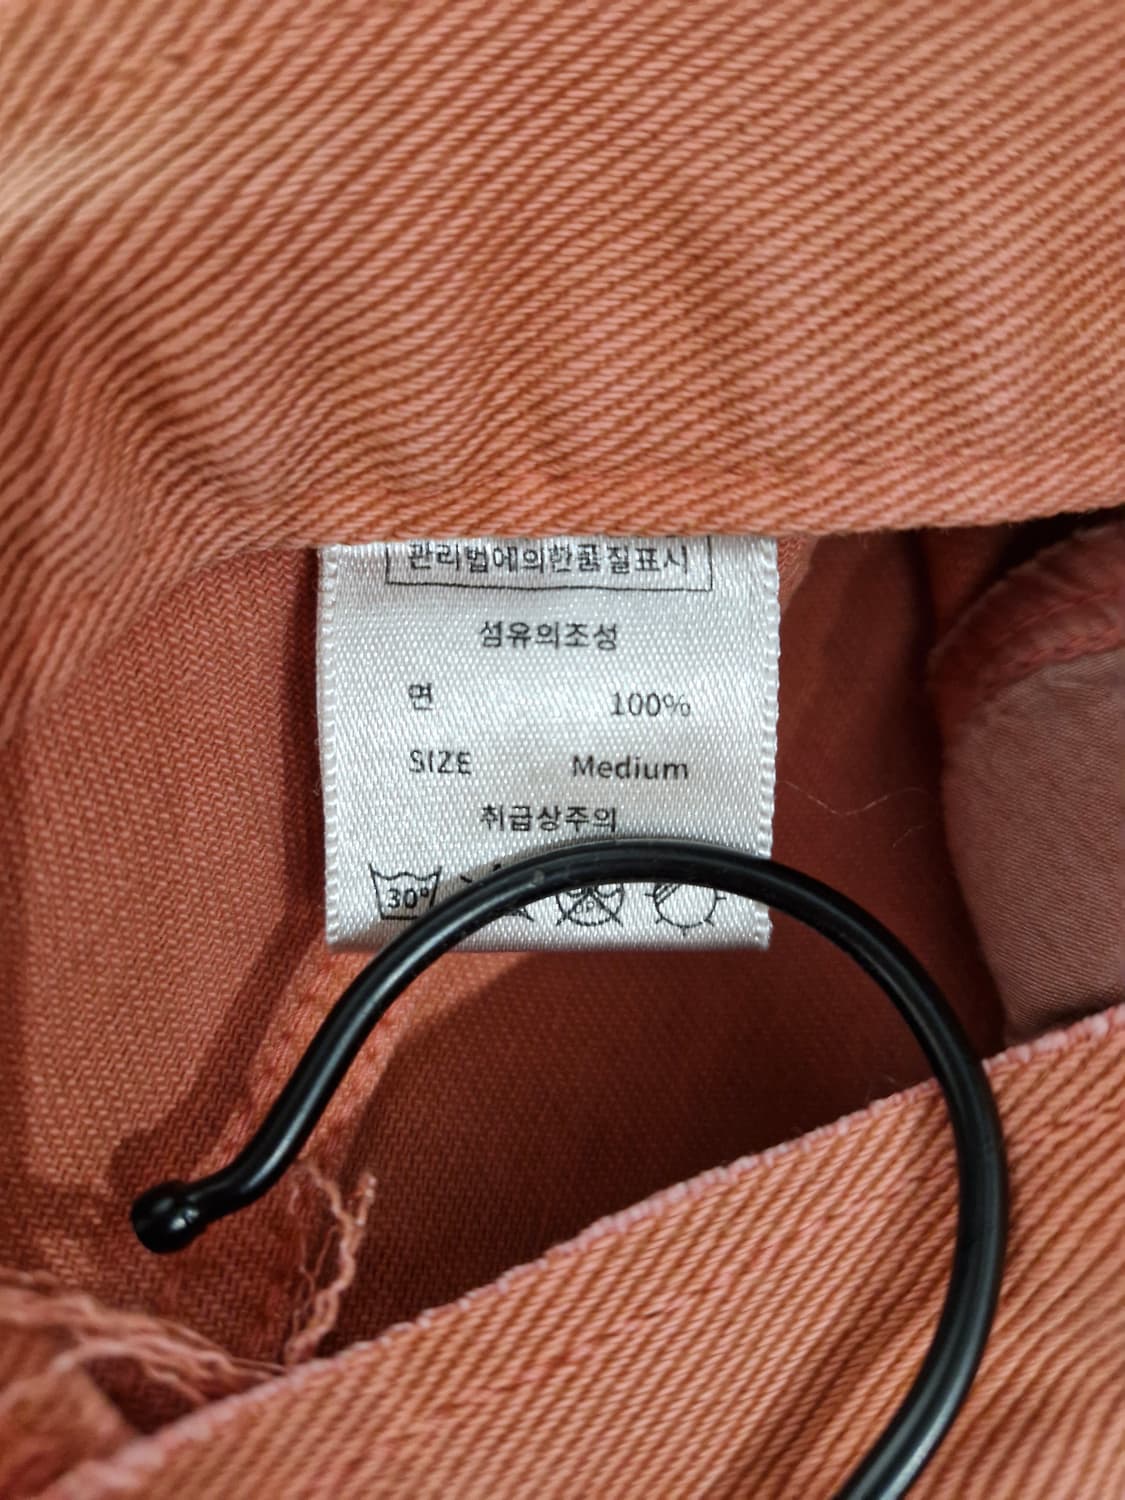 관리법에의한품질표시
섬유의조성
면 100%
SIZE Medium
취급상주의
30°